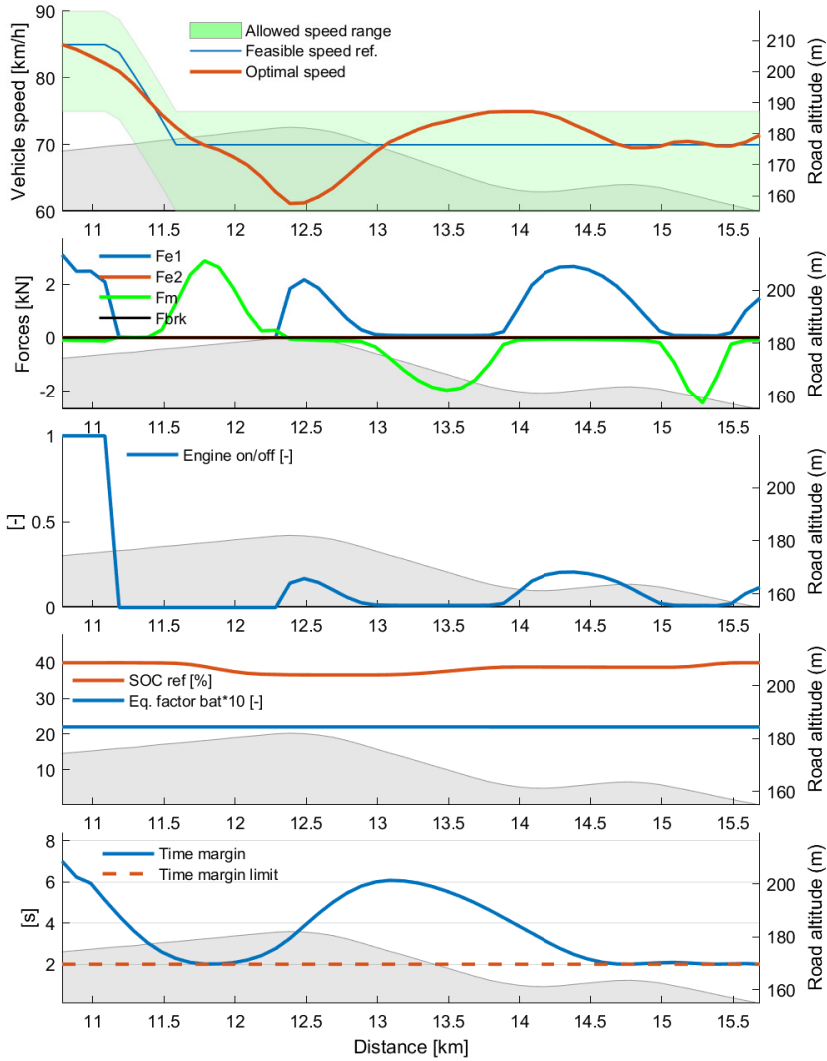 90
80
70
60
Vehicle speed [km/h]
Allowed speed range
Feasible speed ref.
Optimal speed
210
200
190
180
170
160
Road altitude (m)
11 11.5 12 12.5 13 13.5 14 14.5 15 15.5
2
0
-2
Forces [kN]
Fe1
Fe2
Fm
Fbrk
200
180
160
Road altitude (m)
11 11.5 12 12.5 13 13.5 14 14.5 15 15.5
1
0.5
0
[-]
Engine on/off [-]
200
180
160
Road altitude (m)
11 11.5 12 12.5 13 13.5 14 14.5 15 15.5
40
30
20
10
SOC ref [%]
Eq. factor bat*10 [-]
200
180
160
Road altitude (m)
11 11.5 12 12.5 13 13.5 14 14.5 15 15.5
8
6
4
2
[s]
Time margin
Time margin limit
200
180
160
Road altitude (m)
11 11.5 12 12.5 13 13.5 14 14.5 15 15.5
Distance [km]